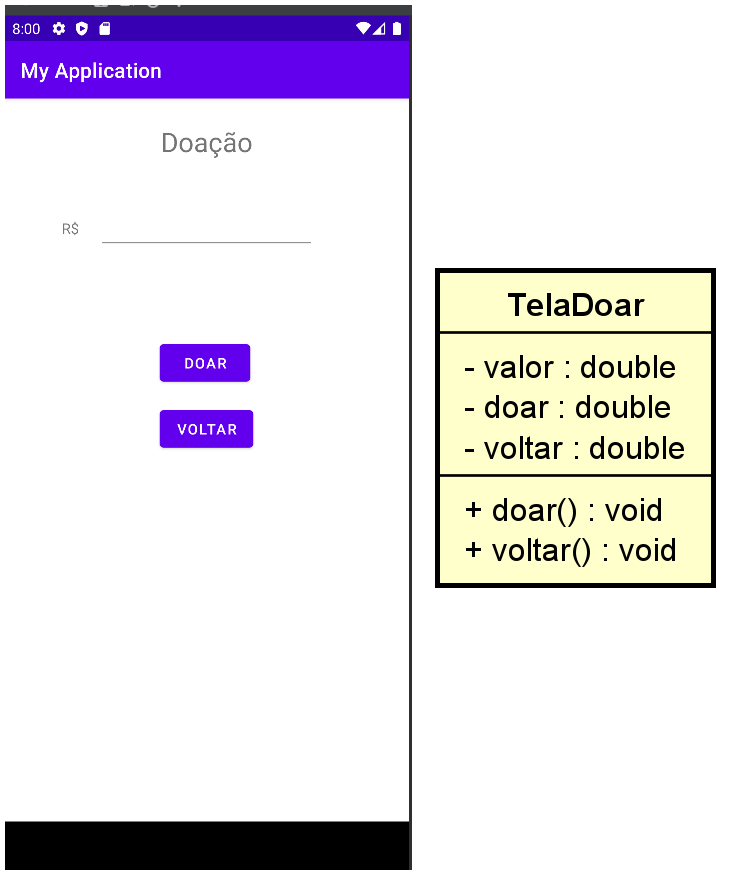 8:00
My Application
Doação
R$
DOAR
VOLTAR
TelaDoar
- valor : double
- doar : double
- voltar : double
+ doar() : void
+ voltar() : void